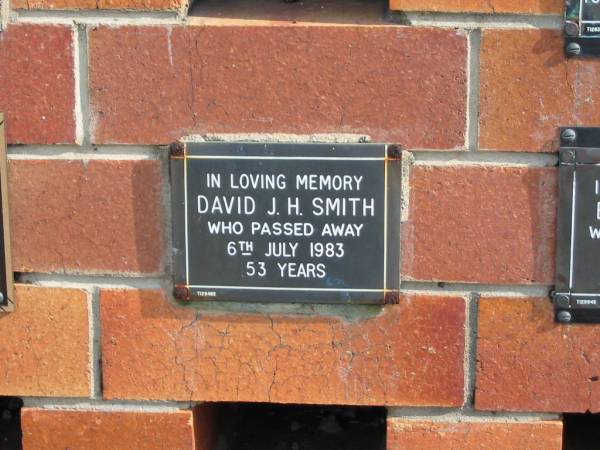 IN LOVING MEMORY
DAVID J. H. SMITH
WHO PASSED AWAY
6TH JULY 1983
53 YEARS